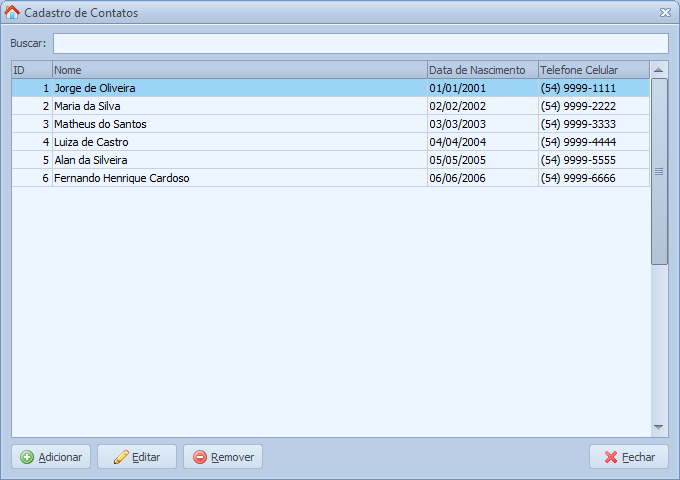 Cadastro de Contatos
Buscar:
ID Nome Data de Nascimento Telefone Celular
1 Jorge de Oliveira 01/01/2001 (54) 9999-1111
2 Maria da Silva 02/02/2002 (54) 9999-2222
3 Matheus do Santos 03/03/2003 (54) 9999-3333
4 Luiza de Castro 04/04/2004 (54) 9999-4444
5 Alan da Silveira 05/05/2005 (54) 9999-5555
6 Fernando Henrique Cardoso 06/06/2006 (54) 9999-6666
Adicionar Editar Remover Fechar